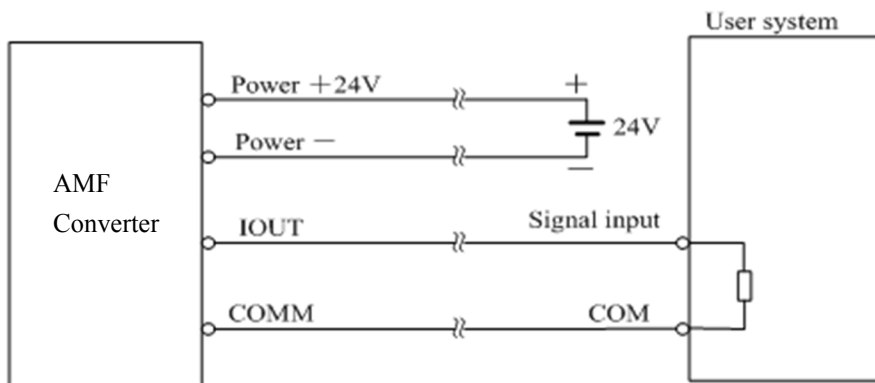 User system
Power +24V
+
24V
Power —
—
AMF
Converter
IOUT
Signal input
COMM
COM